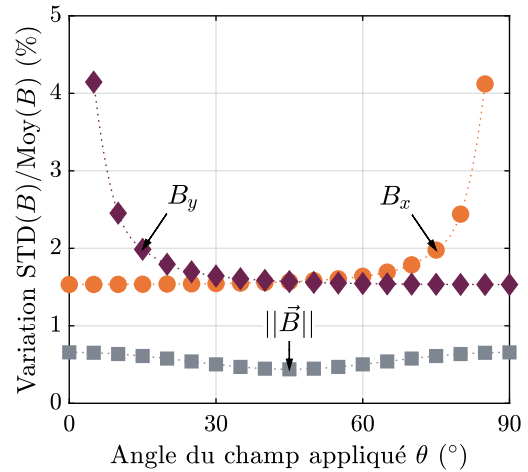 Variation STD(B)/Moy(B) (%)
5
4
3
2
1
0
B_y
B_x
||\vec{B}||
0
30
60
90
Angle du champ appliqué θ (°)